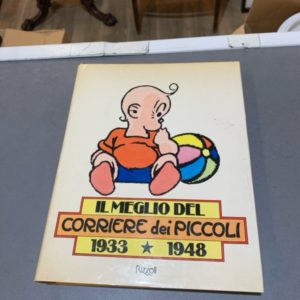 IL MEGLIO DEL
CORRIERE dei PICCOLI
1933 ★ 1948
Rizzoli